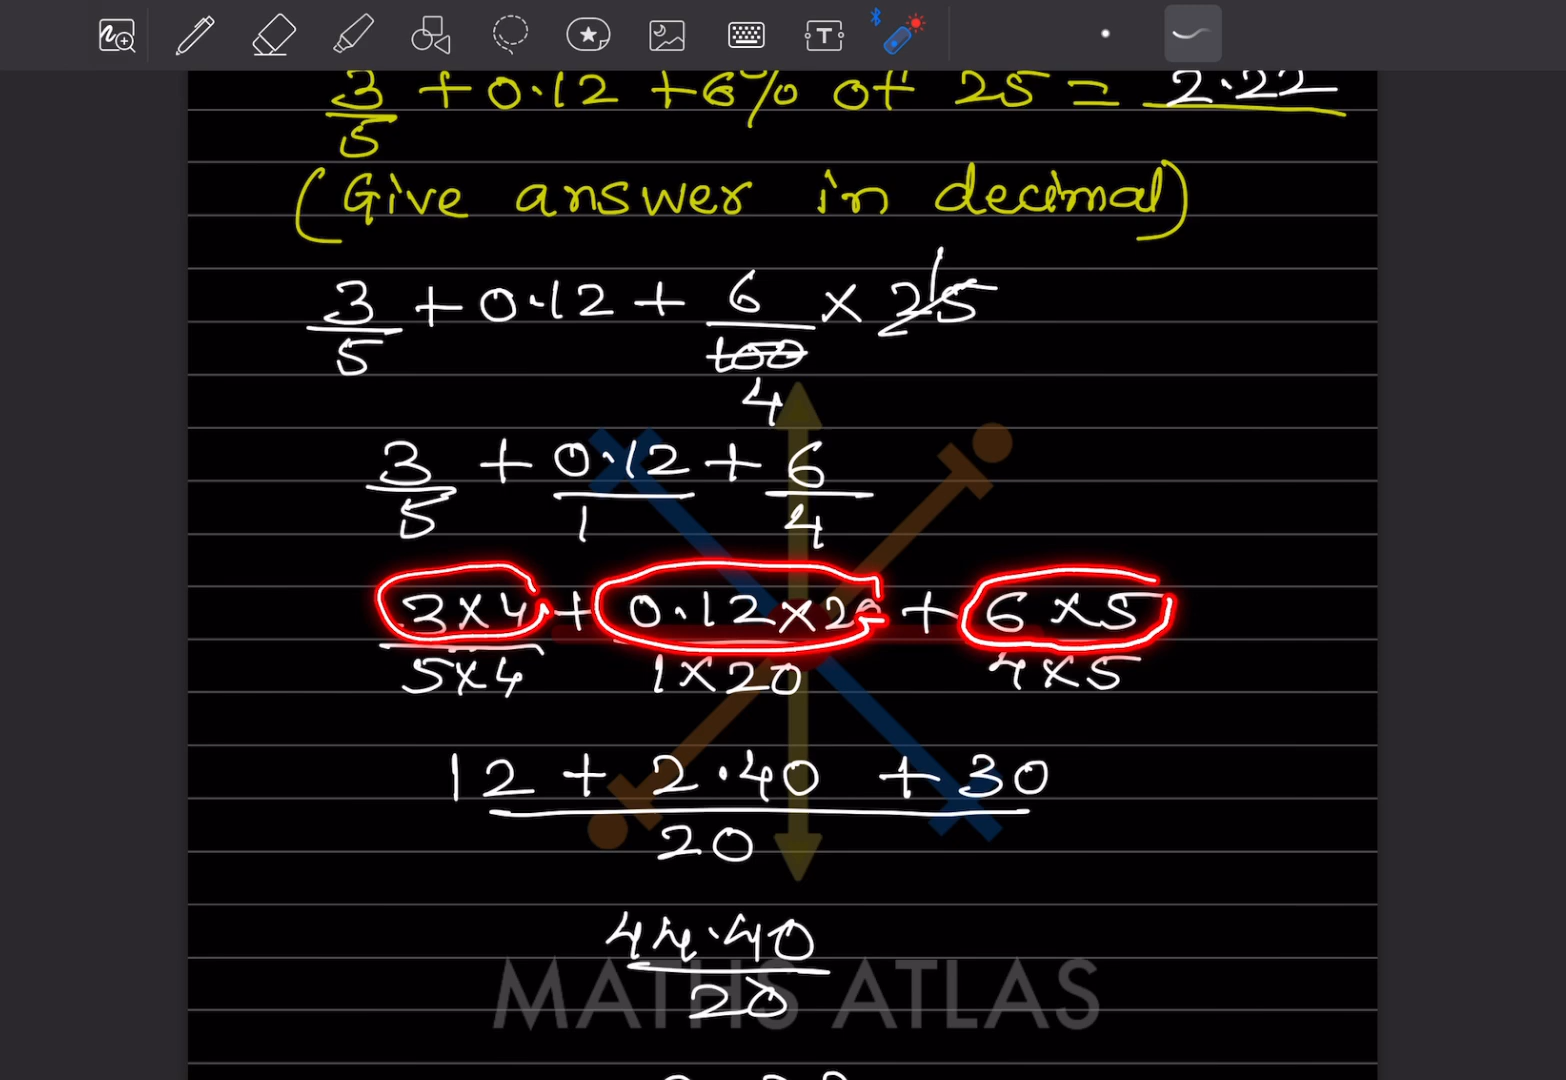 3/5 + 0.12 + 6% of 25 = 2.22
(Give answer in decimal)
3/5 + 0.12 + 6/100 × 25
1
4
3/5 + 0.12/1 + 6/4
3×4/5×4 + 0.12×20/1×20 + 6×5/4×5
12 + 2.40 + 30
20
44.40
20
MATHS ATLAS